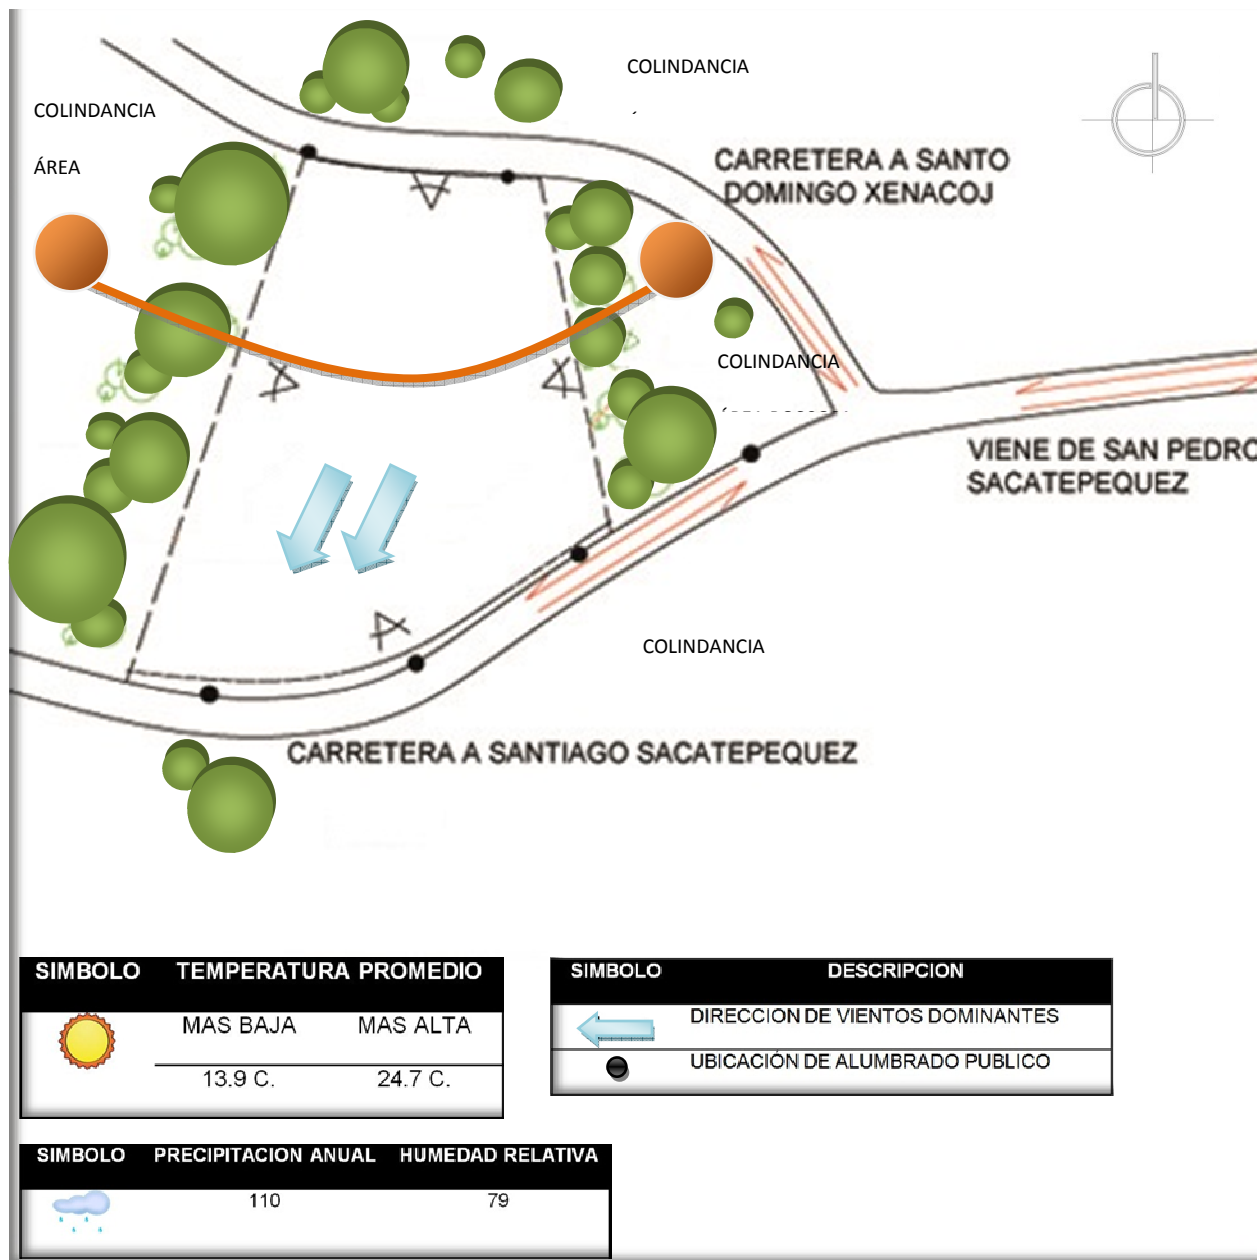 COLINDANCIA
COLINDANCIA
ÁREA
CARRETERA A SANTO
DOMINGO XENACOJ
COLINDANCIA
VIENE DE SAN PEDRO
SACATEPEQUEZ
COLINDANCIA
CARRETERA A SANTIAGO SACATEPEQUEZ
SIMBOLO TEMPERATURA PROMEDIO
MAS BAJA MAS ALTA
13.9 C. 24.7 C.
SIMBOLO DESCRIPCION
DIRECCION DE VIENTOS DOMINANTES
UBICACIÓN DE ALUMBRADO PUBLICO
SIMBOLO PRECIPITACION ANUAL HUMEDAD RELATIVA
110 79